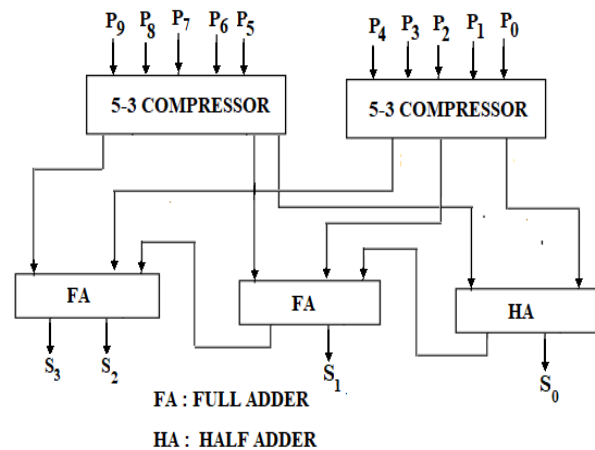 P9 P8 P7 P6 P5
P4 P3 P2 P1 P0
5-3 COMPRESSOR
5-3 COMPRESSOR
FA
FA
HA
S3 S2
S1
S0
FA : FULL ADDER
HA : HALF ADDER